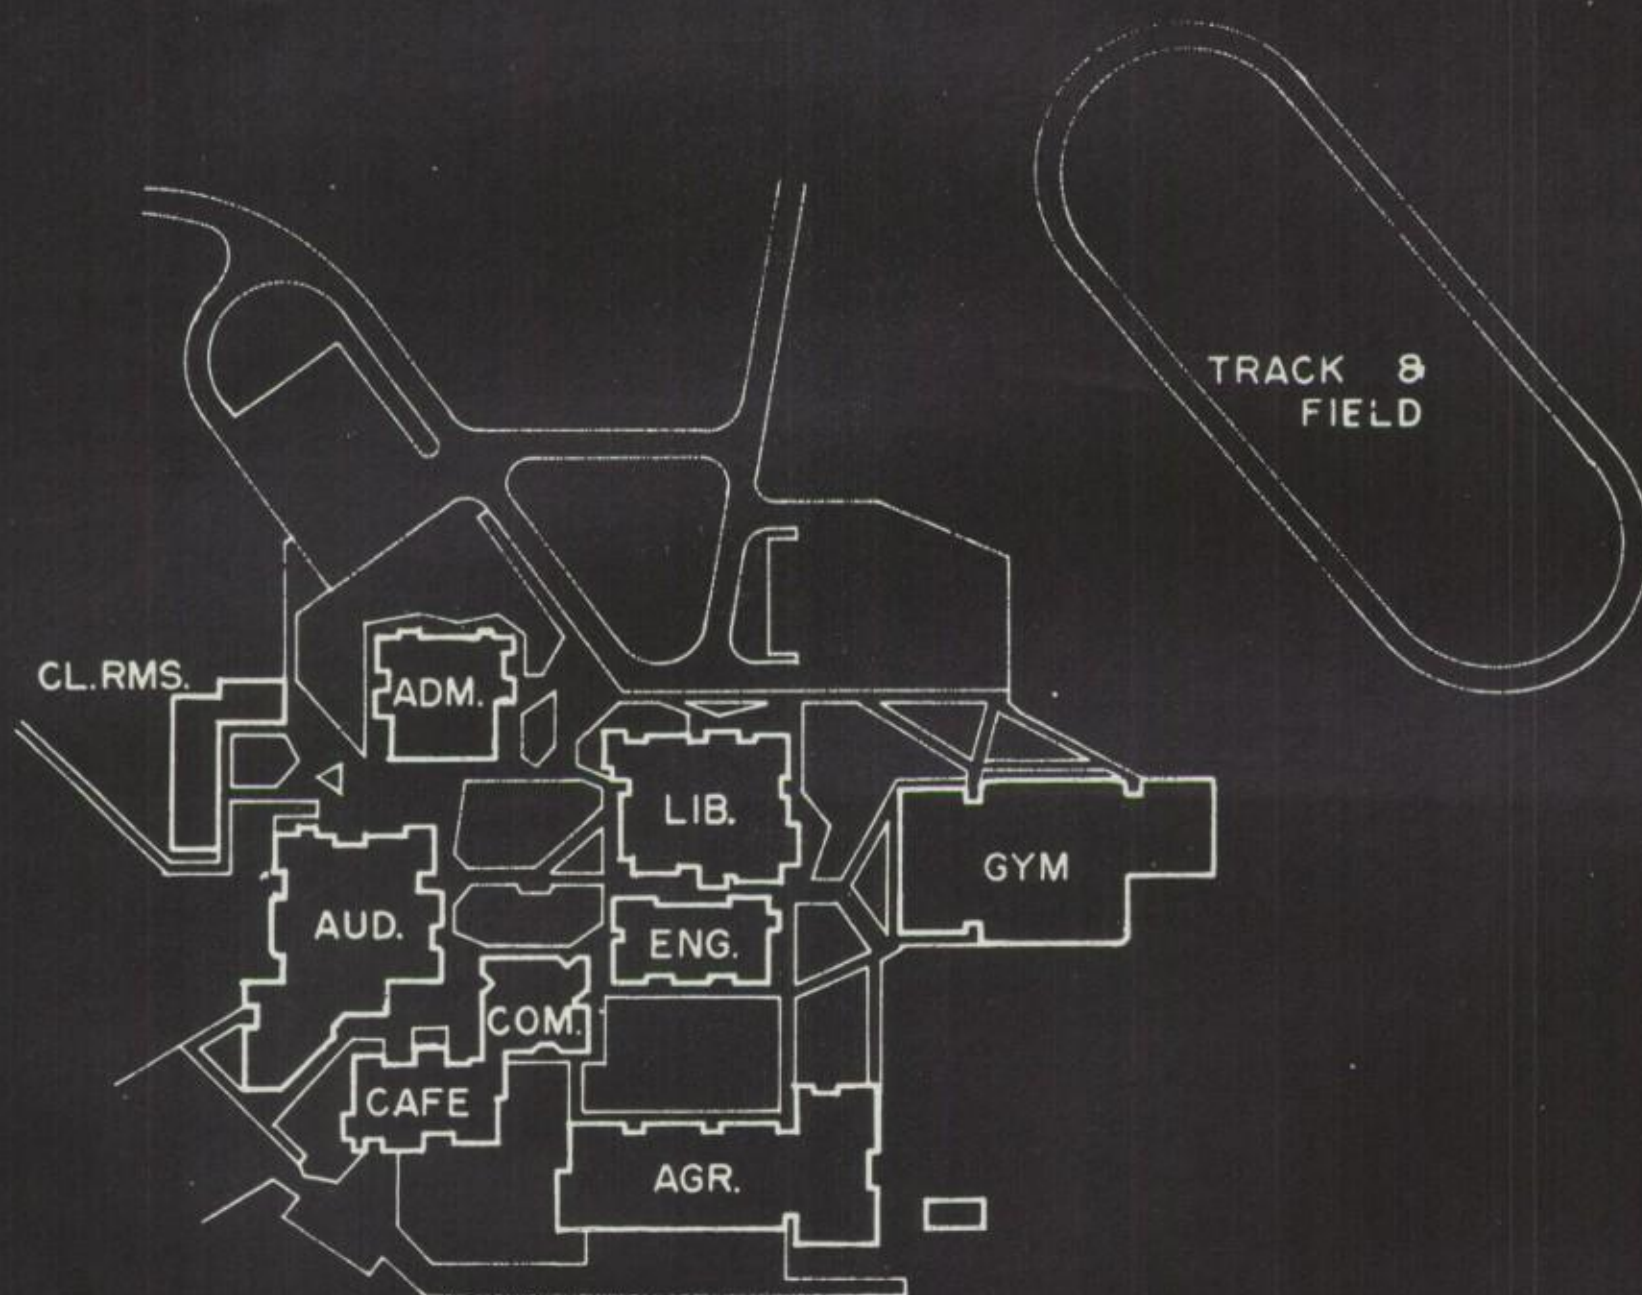 TRACK &
FIELD
CL.RMS.
ADM.
LIB.
GYM
AUD.
ENG.
COM.
CAFE
AGR.